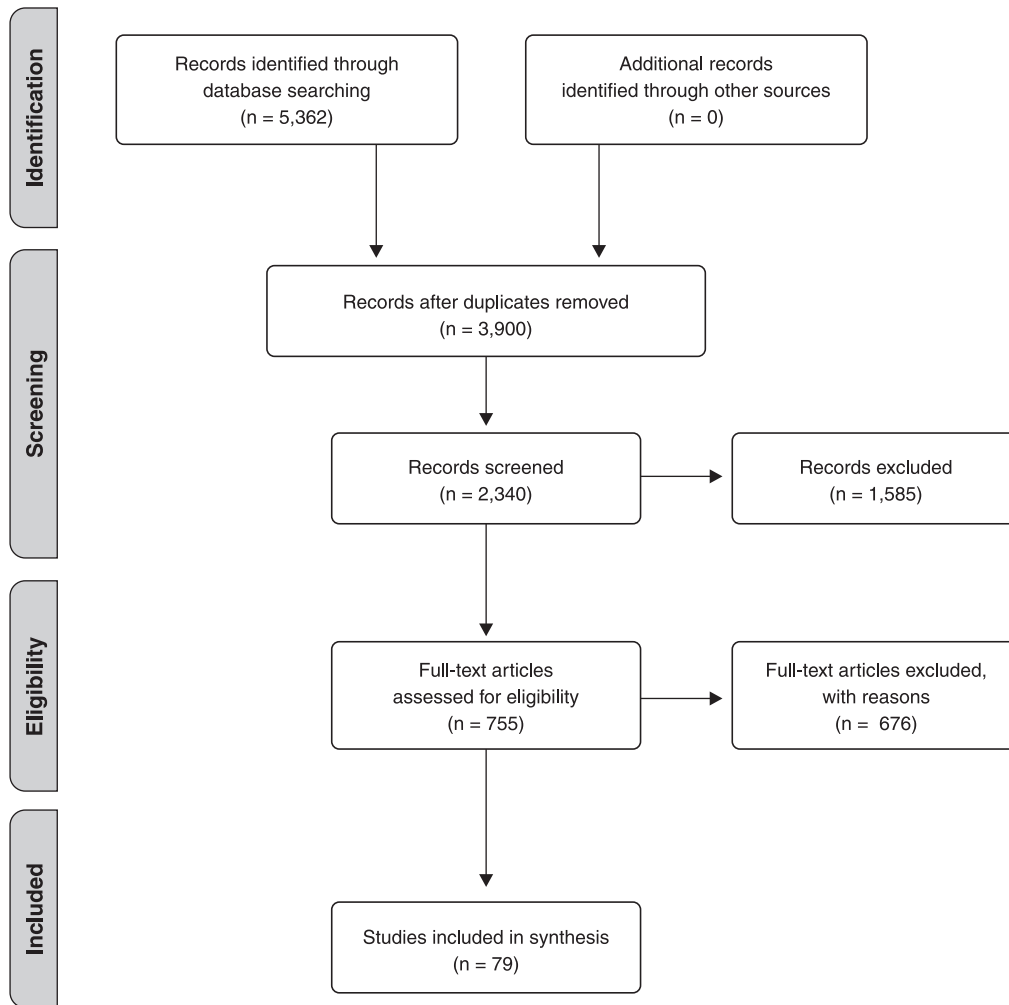 Identification
Records identified through
database searching
(n = 5,362)
Additional records
identified through other sources
(n = 0)
Screening
Records after duplicates removed
(n = 3,900)
Records screened
(n = 2,340)
Records excluded
(n = 1,585)
Eligibility
Full-text articles
assessed for eligibility
(n = 755)
Full-text articles excluded,
with reasons
(n = 676)
Included
Studies included in synthesis
(n = 79)